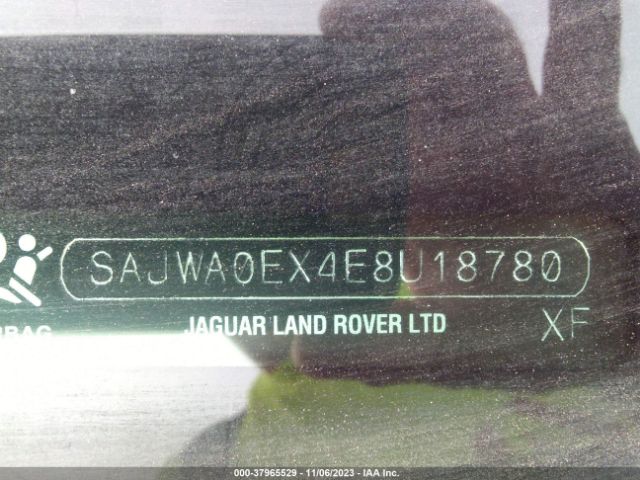 SAJWA0EX4E8U18780
JAGUAR LAND ROVER LTD
XF
000-37965529 - 11/06/2023 - IAA Inc.